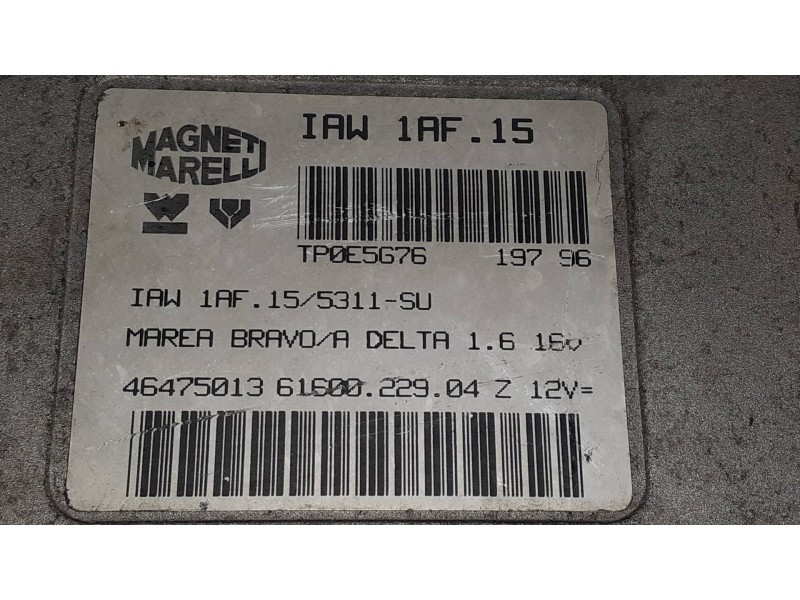 MAGNETI
MARELLI
IAW 1AF.15
TP0E5G76 197 96
IAW 1AF.15/5311-SU
MAREA BRAVO/A DELTA 1.6 16V
46475013 61600.229.04 Z 12V=